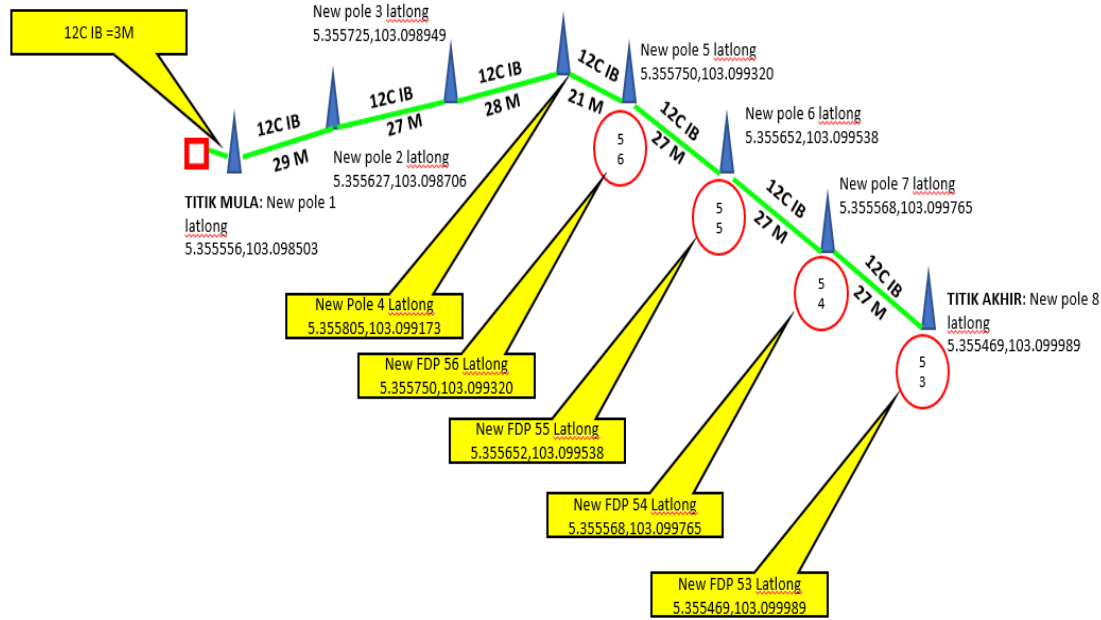 12C IB =3M
New pole 3 latlong
5.355725,103.098949
12C IB
29 M
12C IB
27 M
12C IB
28 M
12C IB
21 M
New pole 5 latlong
5.355750,103.099320
12C IB
27 M
New pole 6 latlong
5.355652,103.099538
12C IB
27 M
New pole 7 latlong
5.355568,103.099765
12C IB
27 M
New pole 2 latlong
5.355627,103.098706
TITIK MULA: New pole 1
latlong
5.355556,103.098503
5
6
5
5
5
4
5
3
TITIK AKHIR: New pole 8
latlong
5.355469,103.099989
New Pole 4 Latlong
5.355805,103.099173
New FDP 56 Latlong
5.355750,103.099320
New FDP 55 Latlong
5.355652,103.099538
New FDP 54 Latlong
5.355568,103.099765
New FDP 53 Latlong
5.355469,103.099989